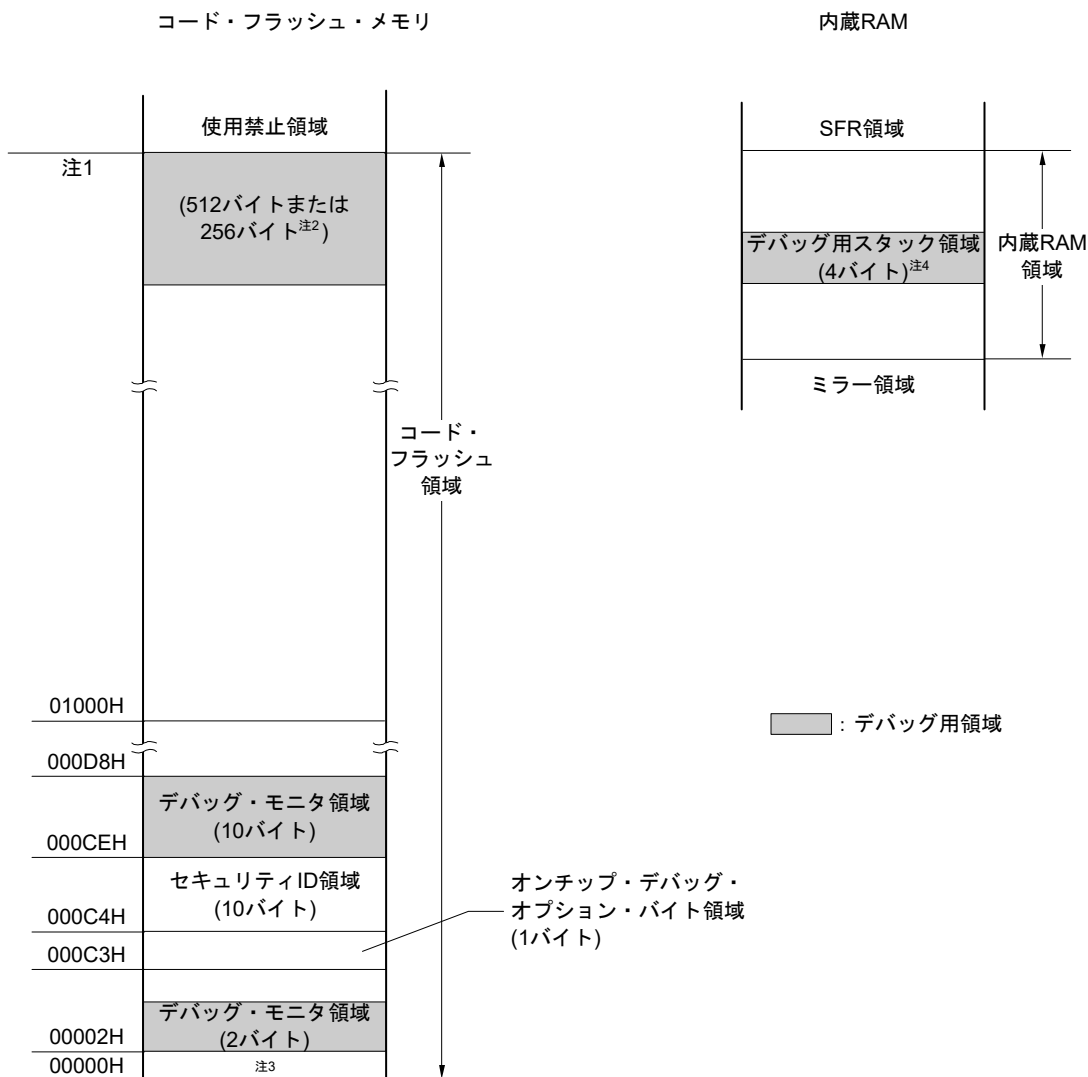 コード・フラッシュ・メモリ
内蔵RAM
使用禁止領域
注1
(512バイトまたは
256バイト注2)
コード・
フラッシュ
領域
01000H
000D8H
デバッグ・モニタ領域
(10バイト)
000CEH
セキュリティID領域
(10バイト)
000C4H
000C3H
オンチップ・デバッグ・
オプション・バイト領域
(1バイト)
デバッグ・モニタ領域
(2バイト)
00002H
00000H
注3
SFR領域
デバッグ用スタック領域
(4バイト)注4
内蔵RAM
領域
ミラー領域
: デバッグ用領域